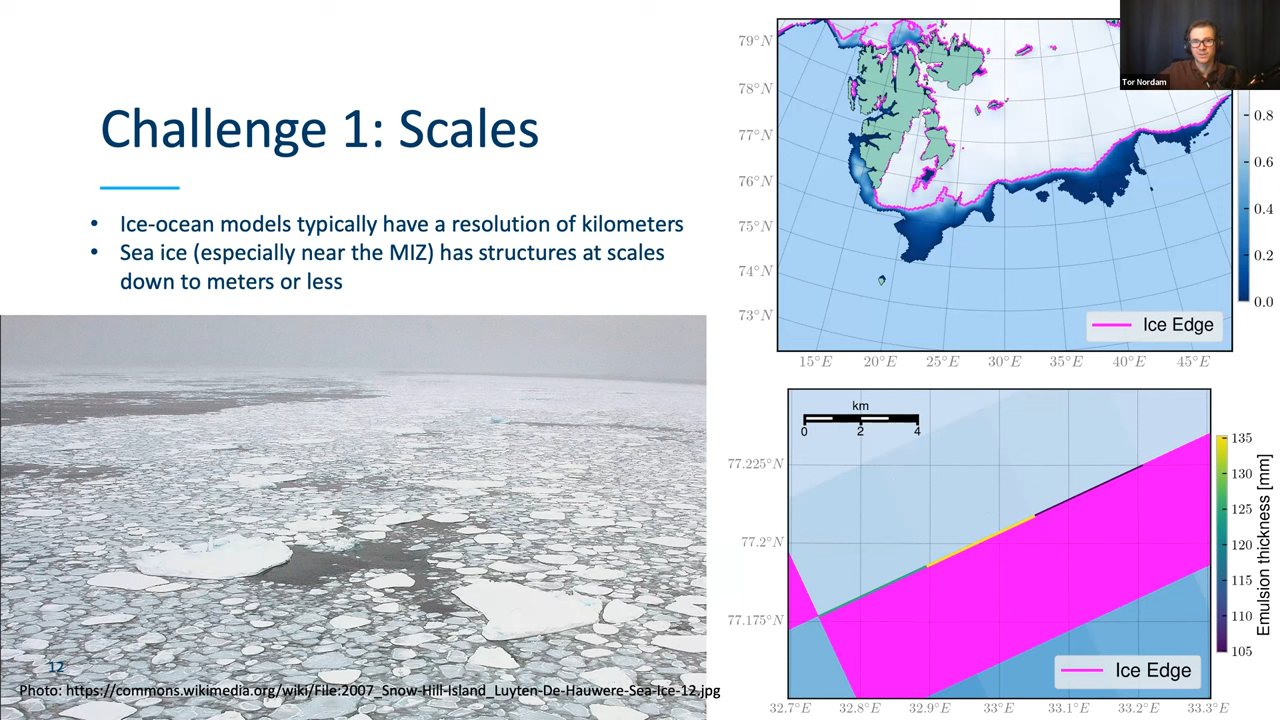 Challenge 1: Scales
• Ice-ocean models typically have a resolution of kilometers
• Sea ice (especially near the MIZ) has structures at scales
down to meters or less
12
Photo: https://commons.wikimedia.org/wiki/File:2007_Snow-Hill-Island_Luyten-De-Hauwere-Sea-Ice-12.jpg
79°N
78°N
77°N
76°N
75°N
74°N
73°N
15°E 20°E 25°E 30°E 35°E 40°E 45°E
Ice Edge
0.8
0.6
0.4
0.2
0.0
Tor Nordam
km
0 2 4
77.225°N
77.2°N
77.175°N
32.7°E 32.8°E 32.9°E 33°E 33.1°E 33.2°E 33.3°E
Ice Edge
135
130
125
120
115
110
105
Emulsion thickness [mm]